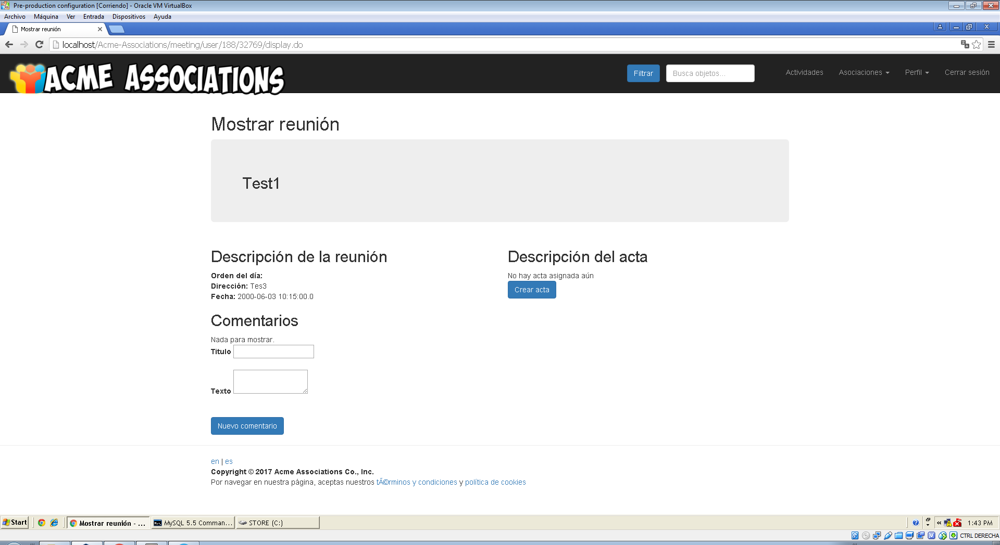 Pre-production configuration [Corriendo] - Oracle VM VirtualBox
Archivo Máquina Ver Entrada Dispositivos Ayuda
Mostrar reunión
localhost/Acme-Associations/meeting/user/188/32769/display.do
ACME ASSOCIATIONS
Filtrar Busca objetos... Actividades Asociaciones Perfil Cerrar sesión
Mostrar reunión
Test1
Descripción de la reunión
Orden del día:
Dirección: Tes3
Fecha: 2000-06-03 10:15:00.0
Descripción del acta
No hay acta asignada aún
Crear acta
Comentarios
Nada para mostrar.
Titulo
Texto
Nuevo comentario
en | es
Copyright © 2017 Acme Associations Co., Inc.
Por navegar en nuestra página, aceptas nuestros tÃ©rminos y condiciones y política de cookies
Start Mostrar reunión - ... MySQL 5.5 Comman... STORE (C:) « 1:43 PM
CTRL DERECHA